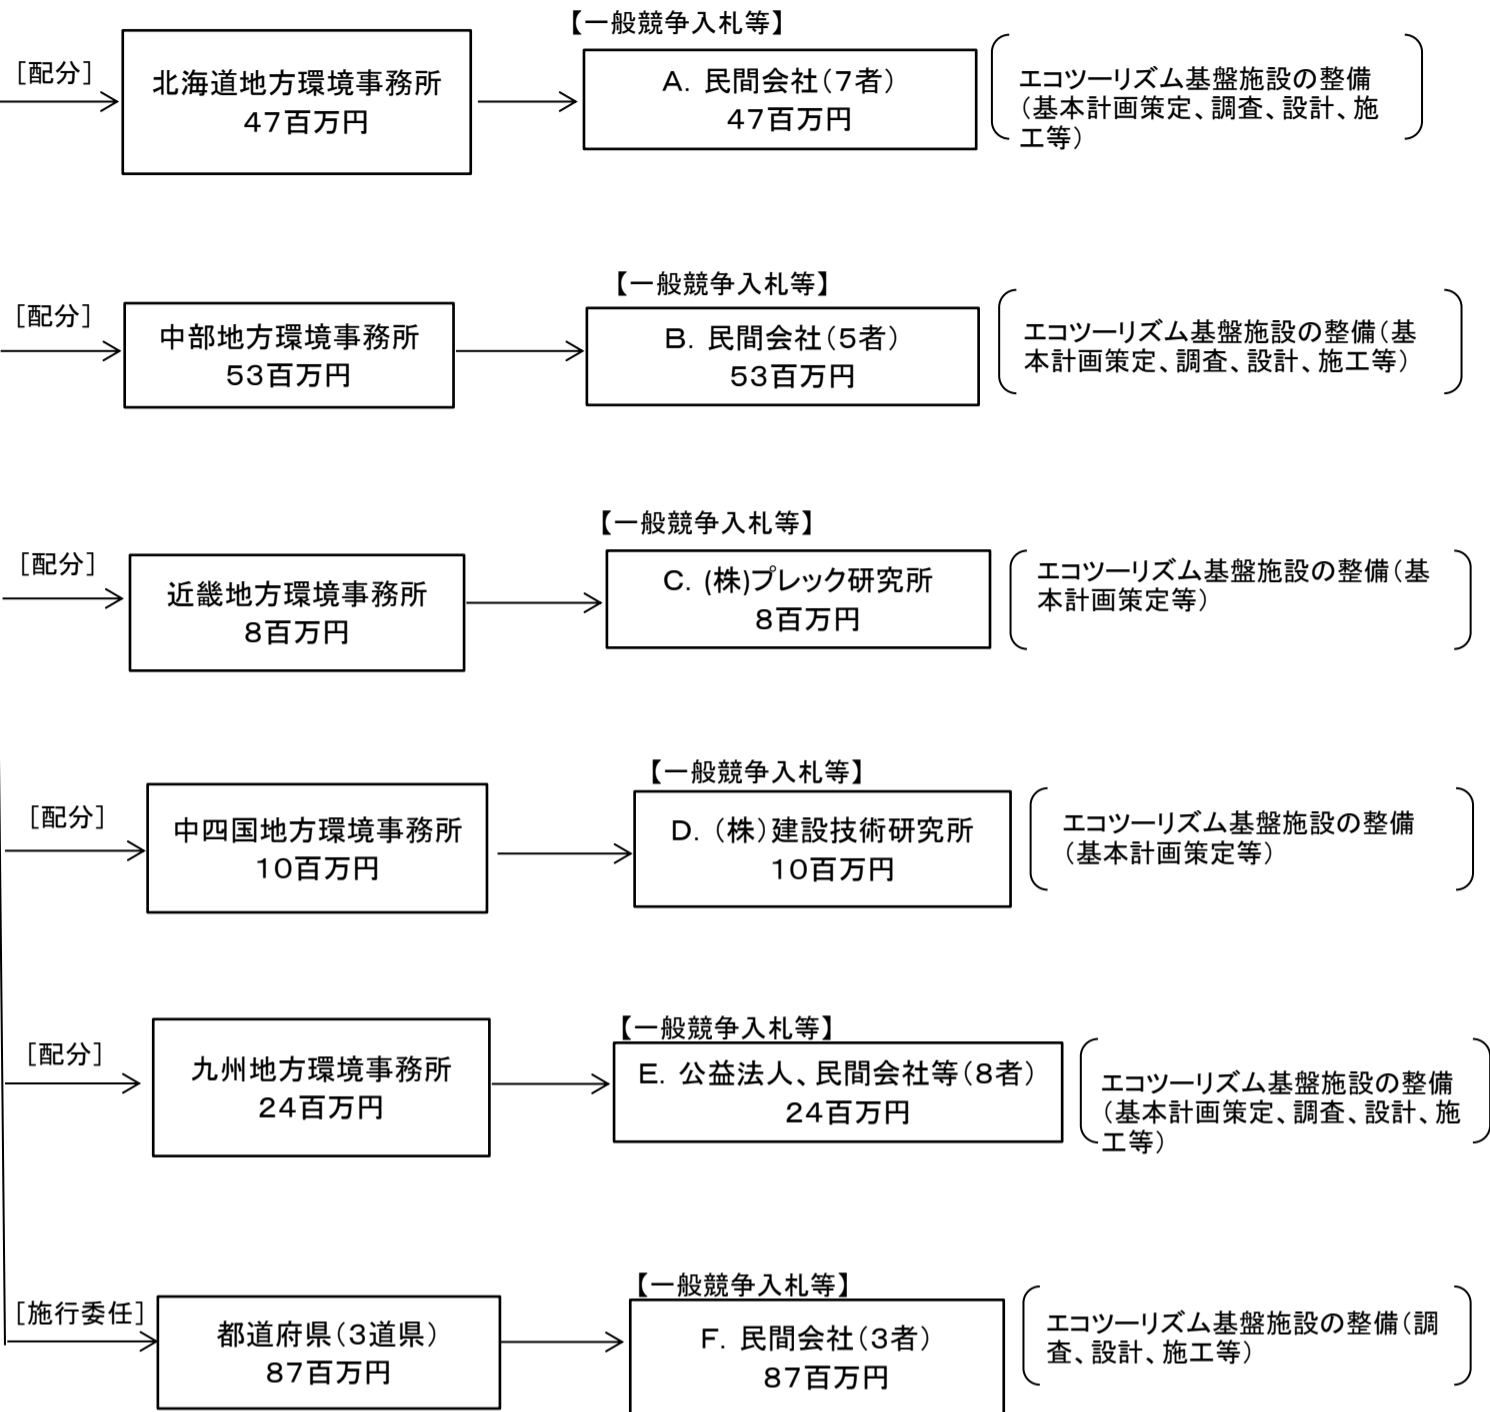 【一般競争入札等】
［配分］
北海道地方環境事務所
47百万円
A．民間会社（7者）
47百万円
エコツーリズム基盤施設の整備
（基本計画策定、調査、設計、施
工等）
【一般競争入札等】
［配分］
中部地方環境事務所
53百万円
B．民間会社（5者）
53百万円
エコツーリズム基盤施設の整備（基
本計画策定、調査、設計、施工等）
【一般競争入札等】
［配分］
近畿地方環境事務所
8百万円
C．(株)プレック研究所
8百万円
エコツーリズム基盤施設の整備（基
本計画策定等）
【一般競争入札等】
［配分］
中四国地方環境事務所
10百万円
D．（株）建設技術研究所
10百万円
エコツーリズム基盤施設の整備
（基本計画策定等）
【一般競争入札等】
［配分］
九州地方環境事務所
24百万円
E．公益法人、民間会社等（8者）
24百万円
エコツーリズム基盤施設の整備
（基本計画策定、調査、設計、施
工等）
【一般競争入札等】
［施行委任］
都道府県（3道県）
87百万円
F．民間会社（3者）
87百万円
エコツーリズム基盤施設の整備（調
査、設計、施工等）